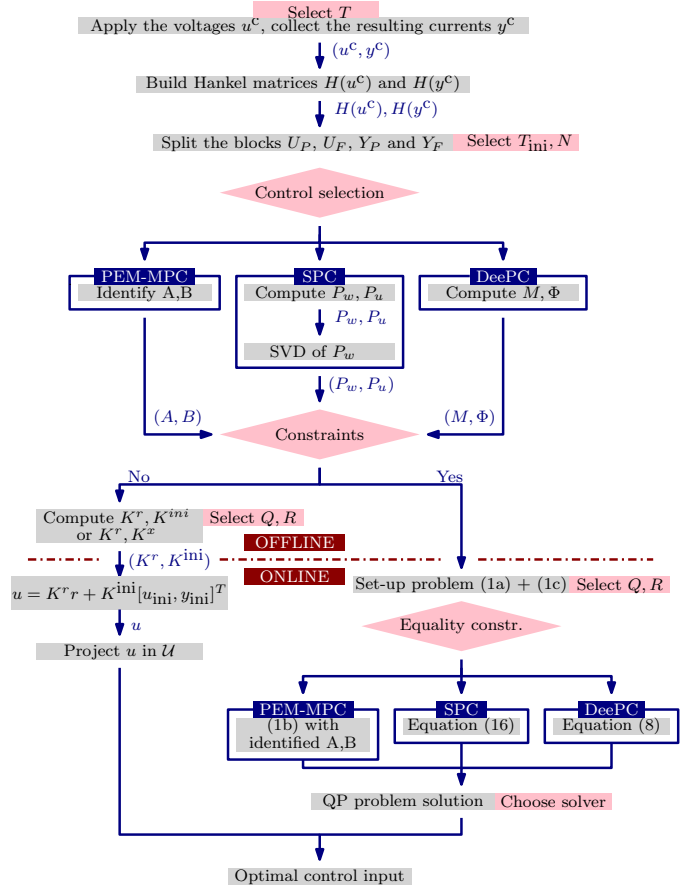 Select T
Apply the voltages u^c, collect the resulting currents y^c
(u^c, y^c)
Build Hankel matrices H(u^c) and H(y^c)
H(u^c), H(y^c)
Split the blocks U_P, U_F, Y_P and Y_F Select T_ini, N
Control selection
PEM-MPC SPC DeePC
Identify A,B Compute P_w, P_u Compute M, Φ
P_w, P_u
SVD of P_w
(P_w, P_u)
(A, B) (M, Φ)
Constraints
No Yes
Compute K^r, K^ini Select Q, R
or K^r, K^x
OFFLINE
(K^r, K^ini)
ONLINE
u = K^r r + K^ini[u_ini, y_ini]^T Set-up problem (1a) + (1c) Select Q, R
u Equality constr.
Project u in 𝒰
PEM-MPC SPC DeePC
(1b) with Equation (16) Equation (8)
identified A,B
QP problem solution Choose solver
Optimal control input